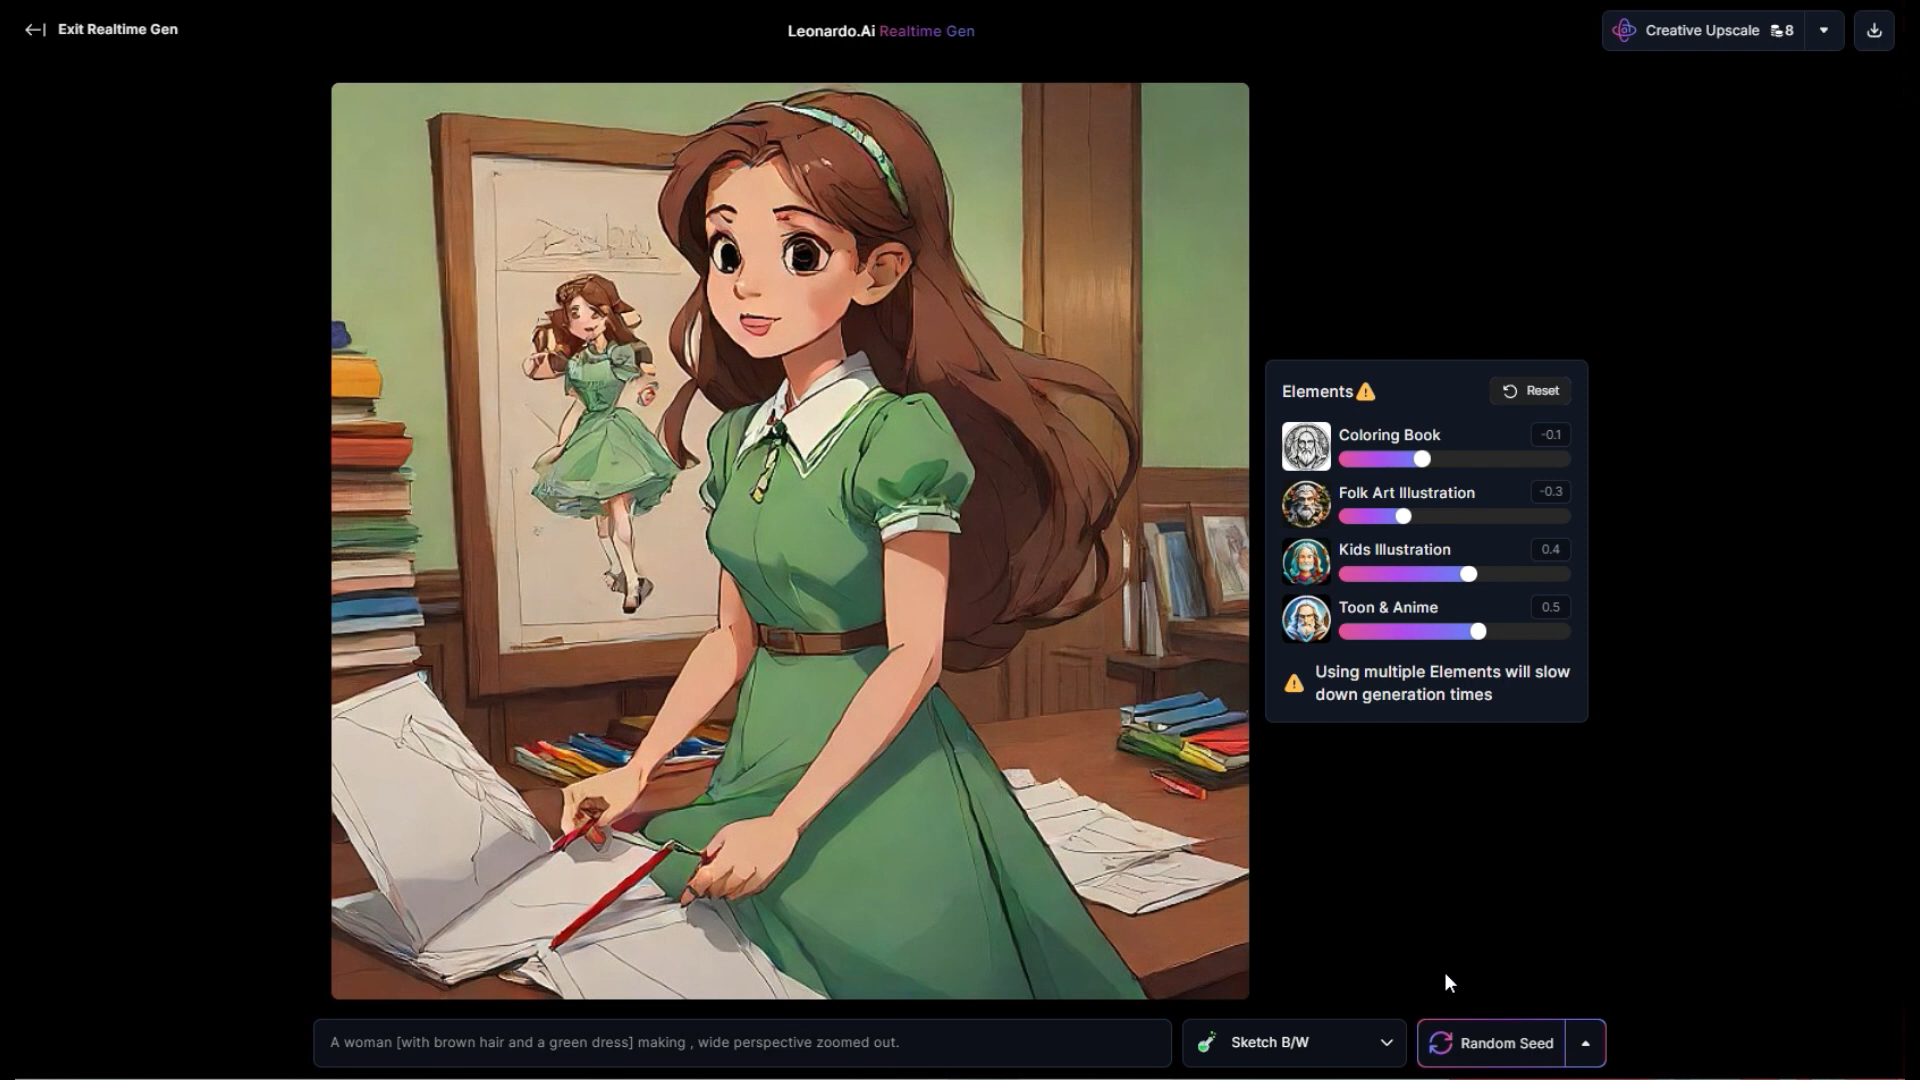 Exit Realtime Gen
Leonardo.Ai Realtime Gen
Creative Upscale 8
Elements
Reset
Coloring Book -0.1
Folk Art Illustration -0.3
Kids Illustration 0.4
Toon & Anime 0.5
Using multiple Elements will slow
down generation times
A woman [with brown hair and a green dress] making , wide perspective zoomed out.
Sketch B/W
Random Seed